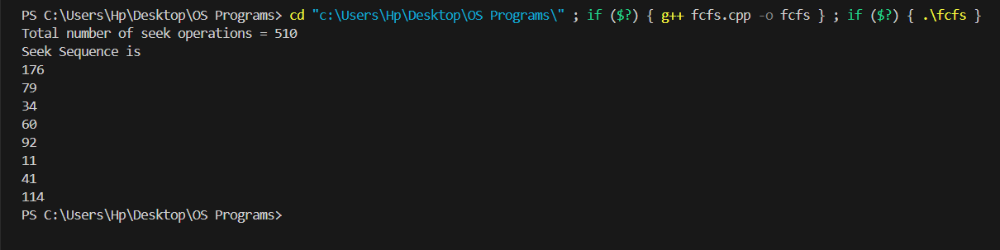 PS C:\Users\Hp\Desktop\OS Programs> cd "c:\Users\Hp\Desktop\OS Programs\" ; if ($?) { g++ fcfs.cpp -o fcfs } ; if ($?) { .\fcfs }
Total number of seek operations = 510
Seek Sequence is
176
79
34
60
92
11
41
114
PS C:\Users\Hp\Desktop\OS Programs>